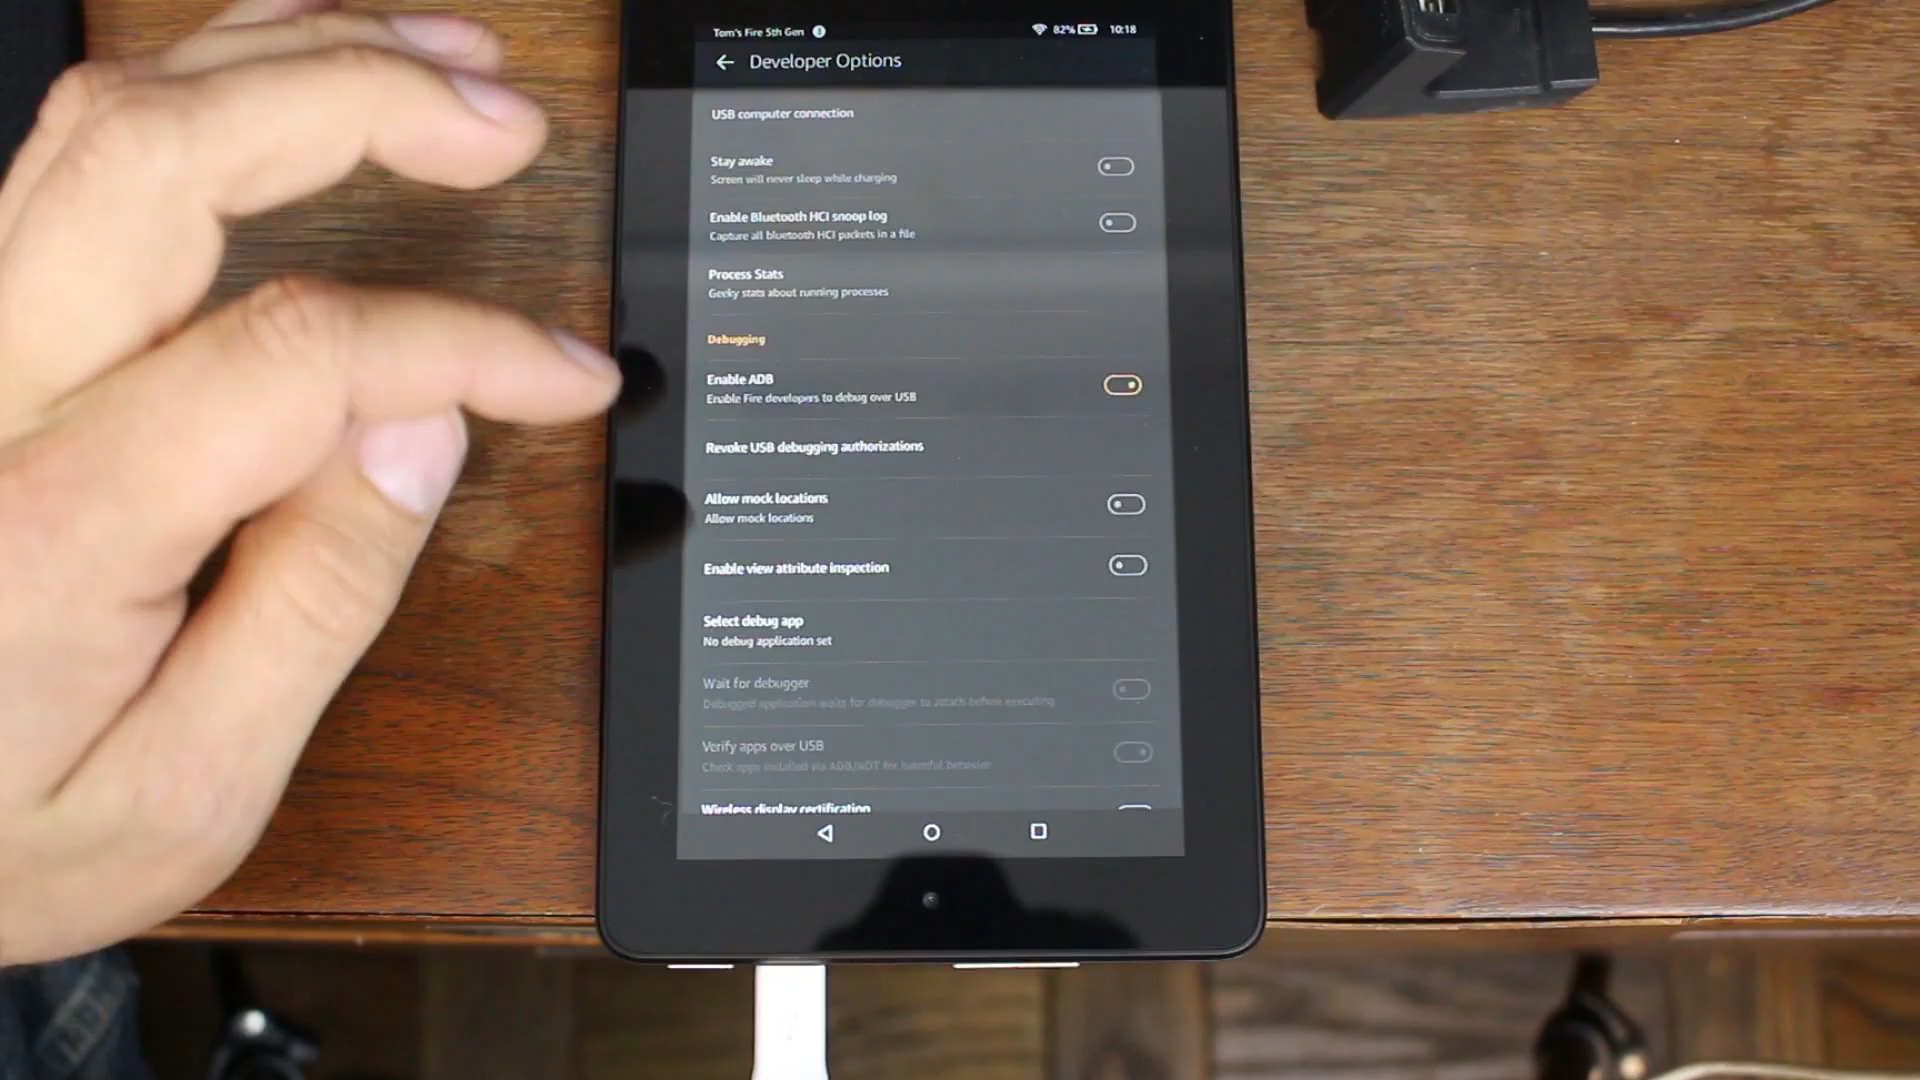 Tom's Fire 5th Gen
82%
10:18
Developer Options
USB computer connection
Stay awake
Screen will never sleep while charging
Enable Bluetooth HCI snoop log
Capture all bluetooth HCI packets in a file
Process Stats
Geeky stats about running processes
Debugging
Enable ADB
Enable Fire developers to debug over USB
Revoke USB debugging authorizations
Allow mock locations
Allow mock locations
Enable view attribute inspection
Select debug app
No debug application set
Wait for debugger
Debugged application waits for debugger to attach before executing
Verify apps over USB
Check apps installed via ADB/ADT for harmful behavior
Wireless display certification